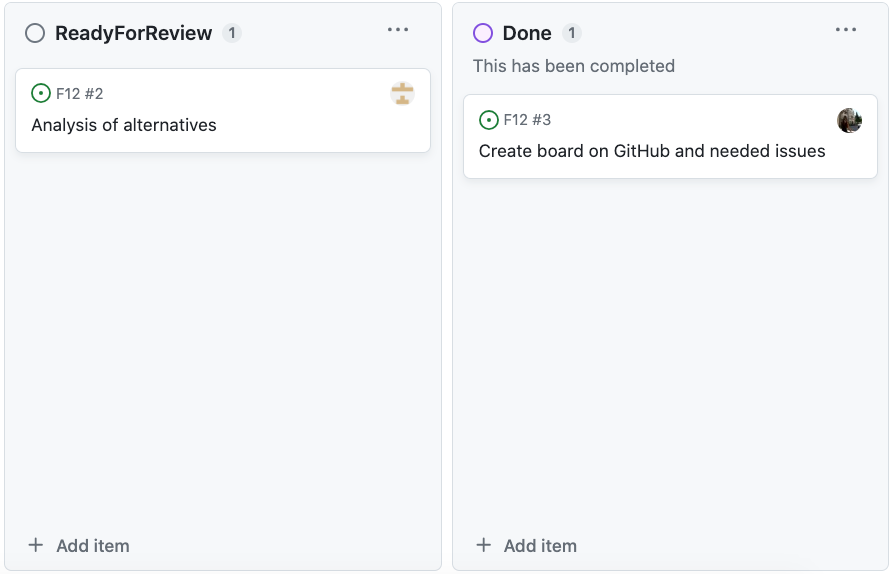 ReadyForReview 1
F12 #2
Analysis of alternatives
+ Add item
Done 1
This has been completed
F12 #3
Create board on GitHub and needed issues
+ Add item